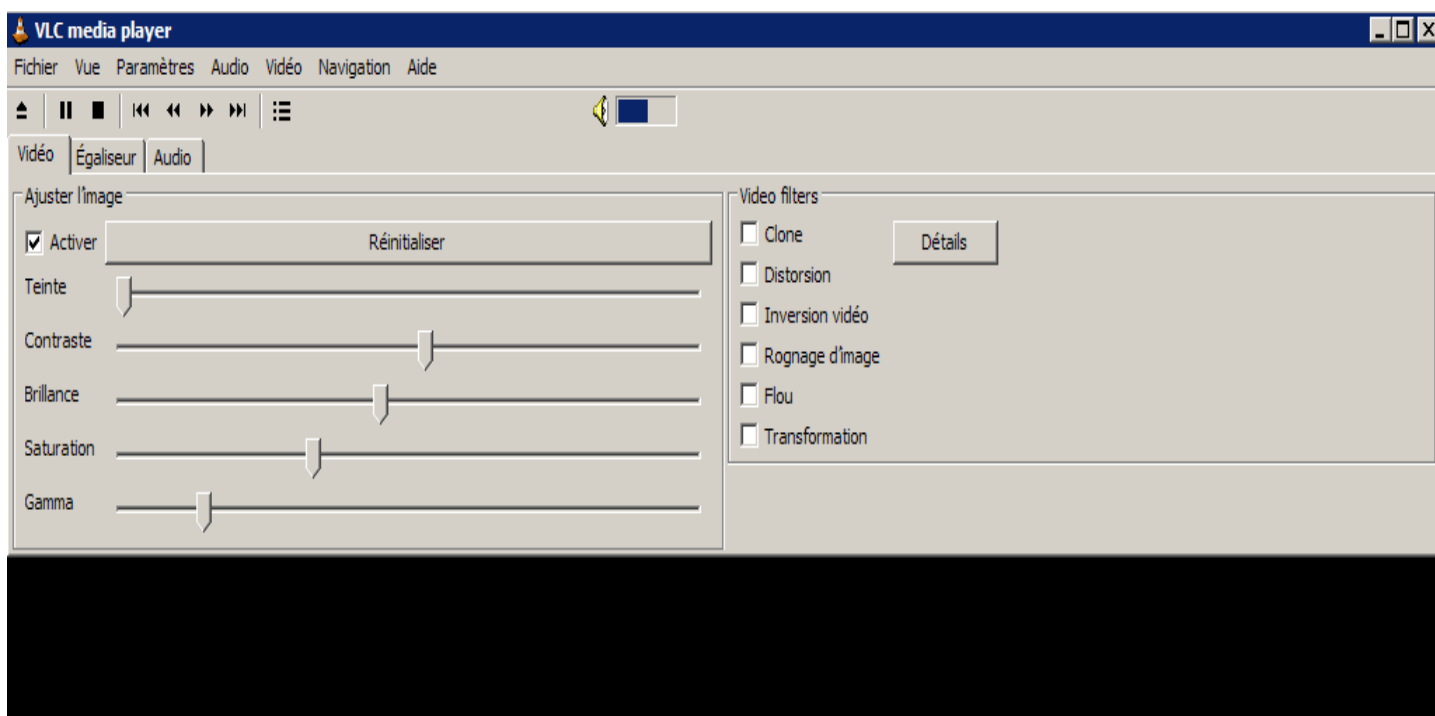 VLC media player
Fichier Vue Paramètres Audio Vidéo Navigation Aide
Vidéo Égaliseur Audio
Ajuster l'image
Activer Réinitialiser
Teinte
Contraste
Brillance
Saturation
Gamma
Video filters
Clone Détails
Distorsion
Inversion vidéo
Rognage d'image
Flou
Transformation